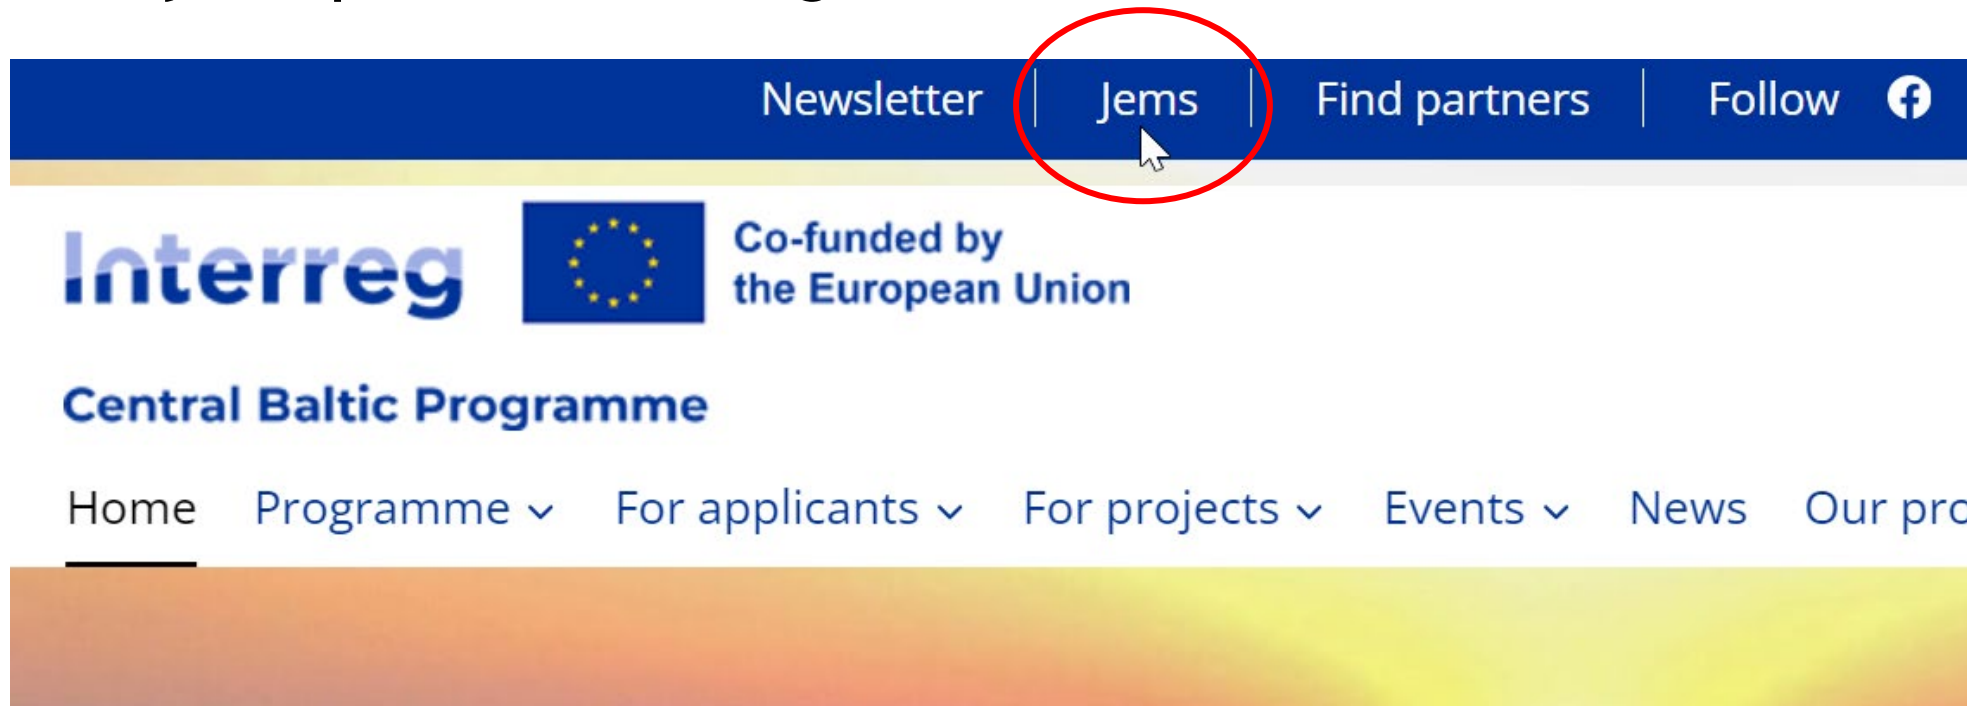 Newsletter Jems Find partners Follow
Interreg
Co-funded by
the European Union
Central Baltic Programme
Home Programme For applicants For projects Events News Our